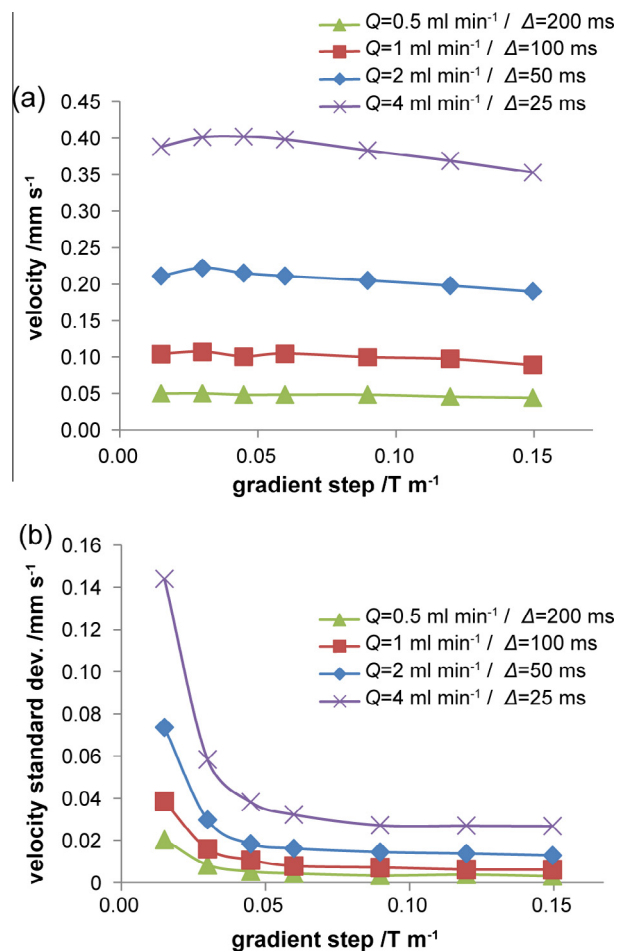 Q=0.5 ml min⁻¹ / Δ=200 ms
Q=1 ml min⁻¹ / Δ=100 ms
Q=2 ml min⁻¹ / Δ=50 ms
Q=4 ml min⁻¹ / Δ=25 ms
(a)
0.45
0.40
0.35
0.30
0.25
0.20
0.15
0.10
0.05
0.00
velocity /mm s⁻¹
0.00 0.05 0.10 0.15
gradient step /T m⁻¹
(b)
0.16
0.14
0.12
0.10
0.08
0.06
0.04
0.02
0
velocity standard dev. /mm s⁻¹
Q=0.5 ml min⁻¹ / Δ=200 ms
Q=1 ml min⁻¹ / Δ=100 ms
Q=2 ml min⁻¹ / Δ=50 ms
Q=4 ml min⁻¹ / Δ=25 ms
0.00 0.05 0.10 0.15
gradient step /T m⁻¹